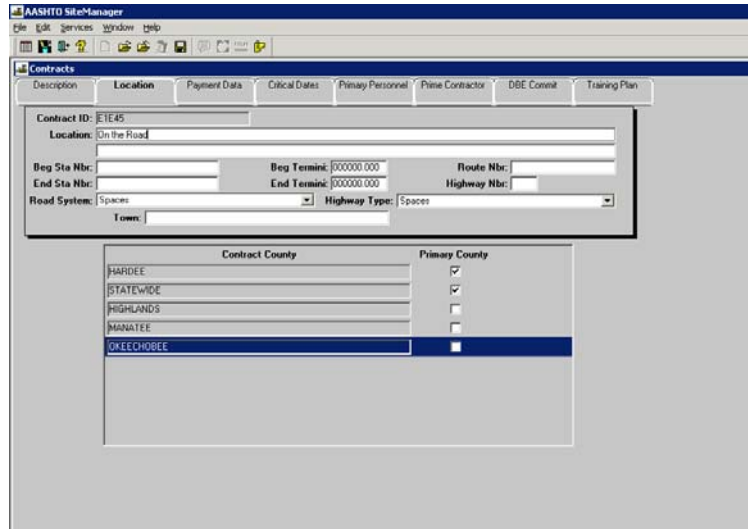 AASHTO SiteManager
File Edit Services Window Help
Contracts
Description Location Payment Data Critical Dates Primary Personnel Prime Contractor DBE Commit Training Plan
Contract ID: E1E45
Location: On the Road
Beg Sta Nbr: Beg Termini: 000000.000 Route Nbr:
End Sta Nbr: End Termini: 000000.000 Highway Nbr:
Road System: Spaces Highway Type: Spaces
Town:
Contract County Primary County
HARDEE
STATEWIDE
HIGHLANDS
MANATEE
OKEECHOBEE